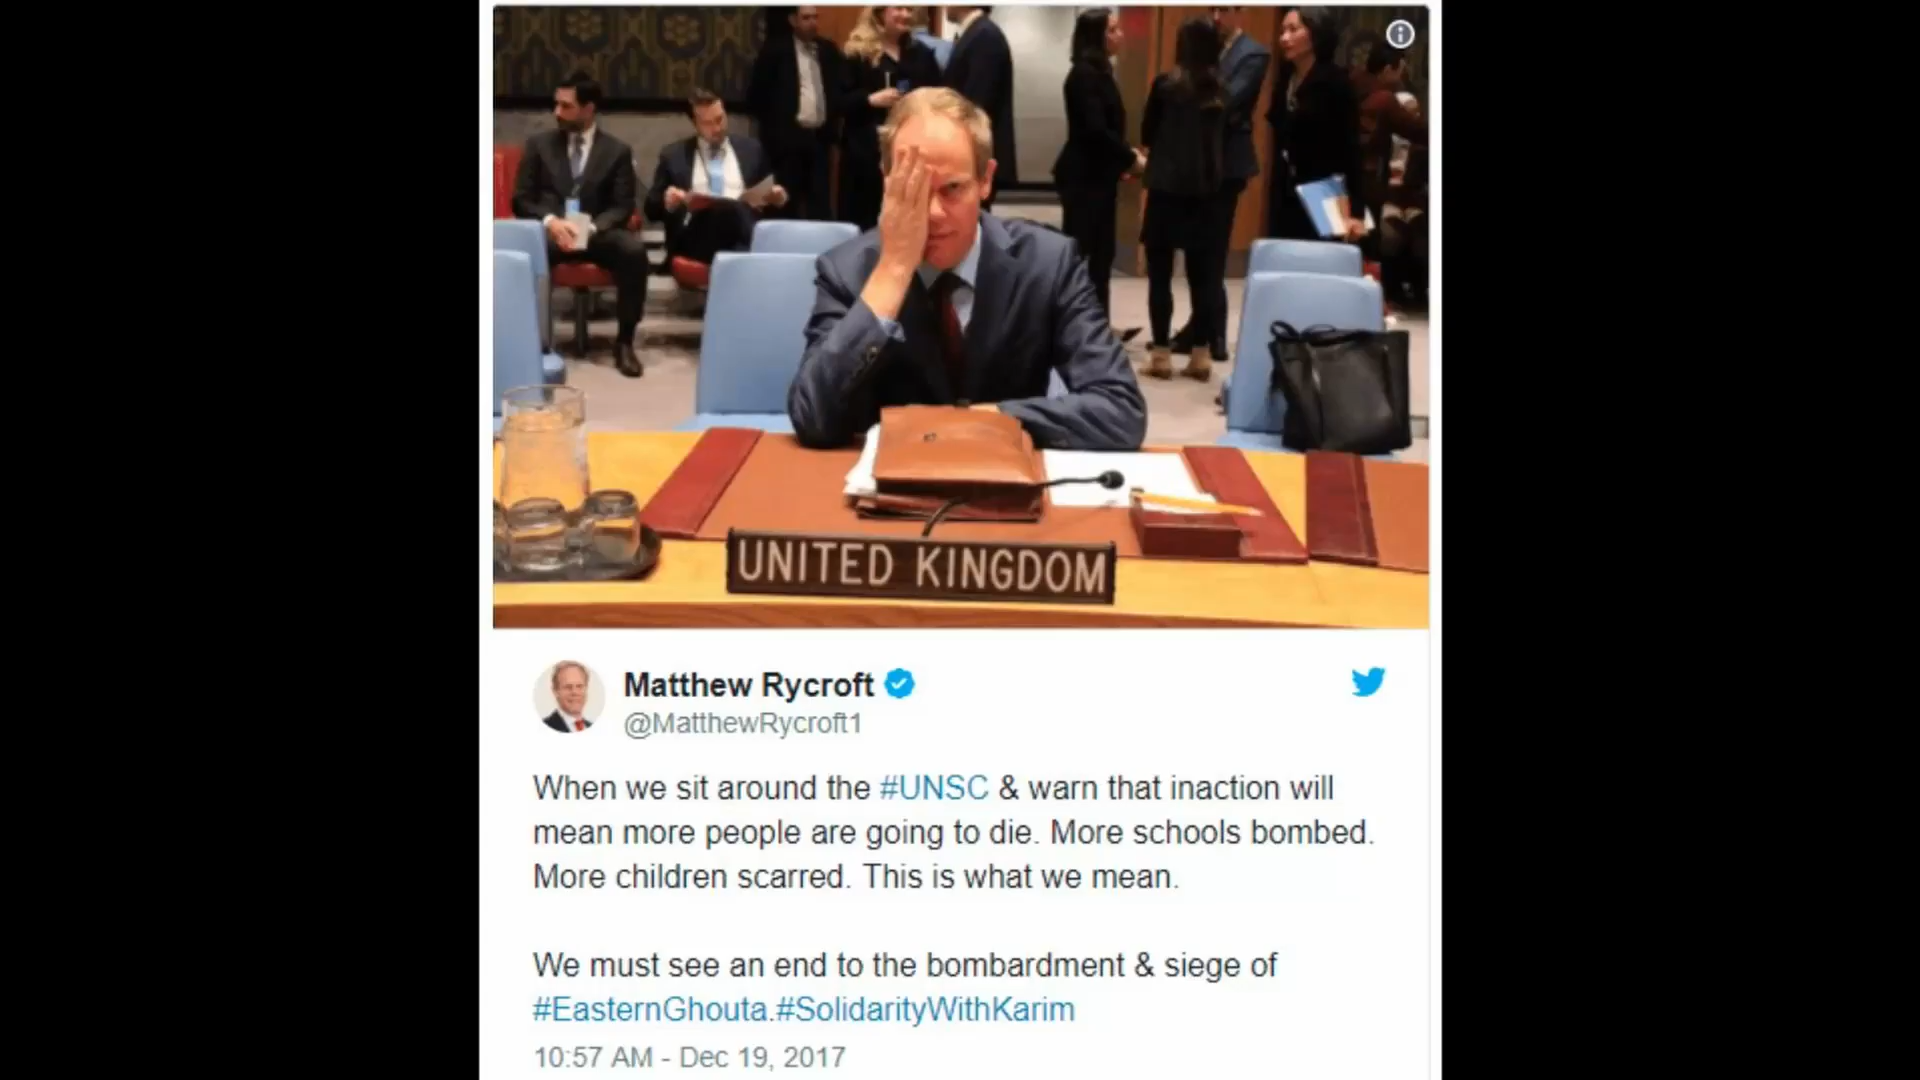 UNITED KINGDOM
Matthew Rycroft
@MatthewRycroft1
When we sit around the #UNSC & warn that inaction will
mean more people are going to die. More schools bombed.
More children scarred. This is what we mean.
We must see an end to the bombardment & siege of
#EasternGhouta.#SolidarityWithKarim
10:57 AM - Dec 19, 2017